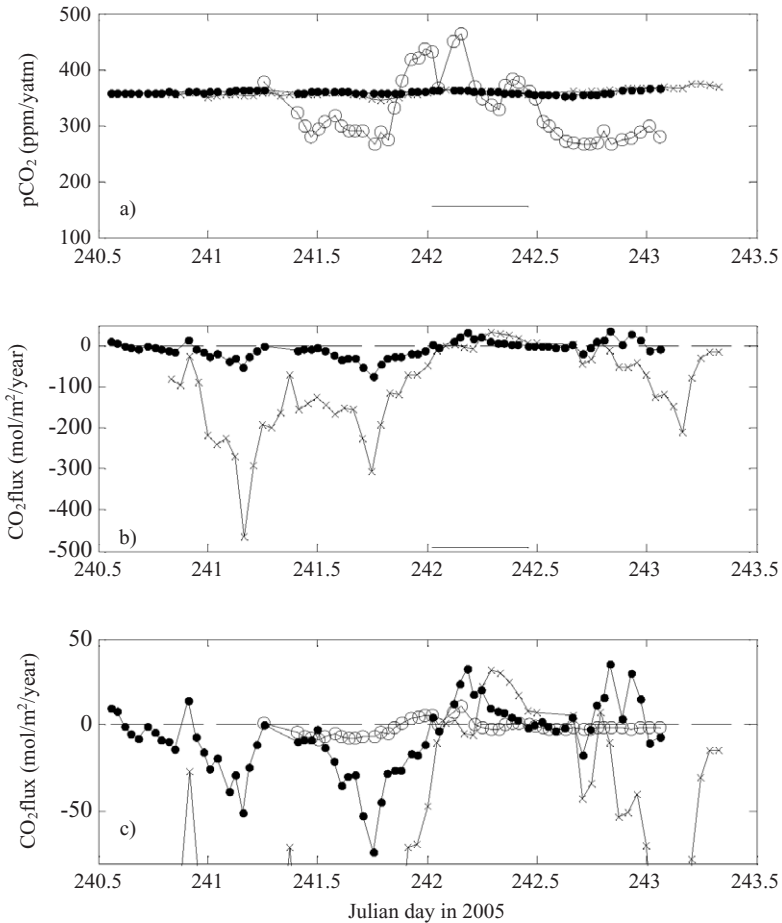 500
400
300
200
100
pCO₂ (ppm/yatm)
a)
240.5 241 241.5 242 242.5 243 243.5
0
-100
-200
-300
-400
-500
CO₂flux (mol/m²/year)
b)
240.5 241 241.5 242 242.5 243 243.5
50
0
-50
CO₂flux (mol/m²/year)
c)
240.5 241 241.5 242 242.5 243 243.5
Julian day in 2005